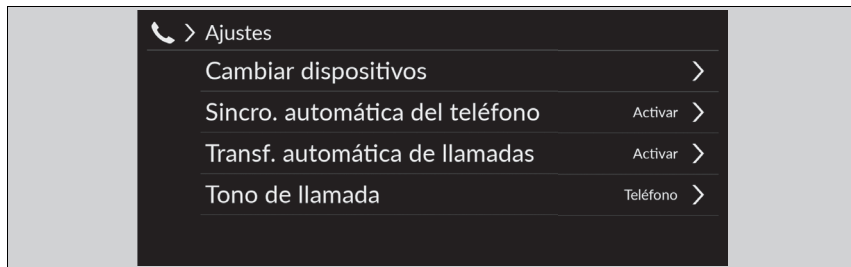 Ajustes
Cambiar dispositivos
Sincro. automática del teléfono Activar
Transf. automática de llamadas Activar
Tono de llamada Teléfono